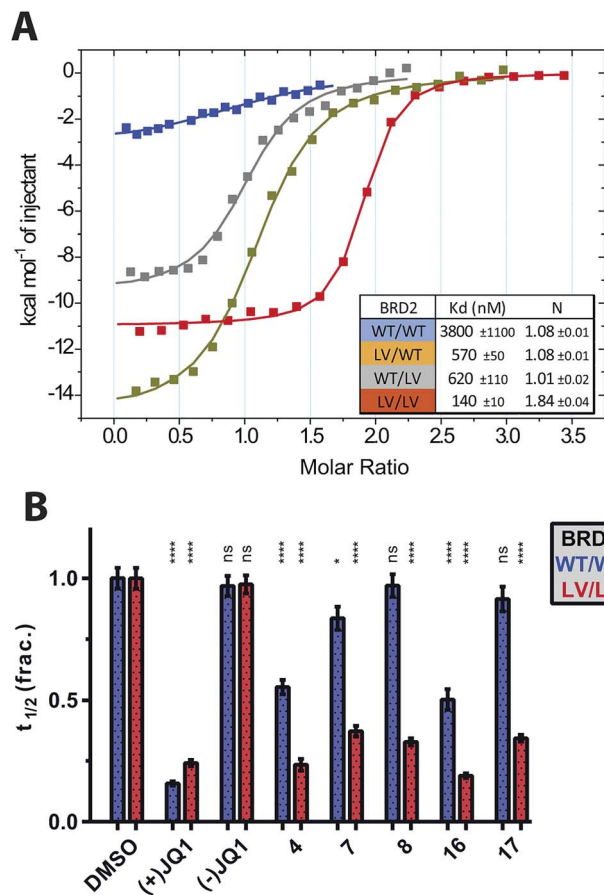 A
0
-2
-4
-6
-8
-10
-12
-14
kcal mol⁻¹ of injectant
BRD2 Kd (nM) N
WT/WT 3800 ±1100 1.08 ±0.01
LV/WT 570 ±50 1.08 ±0.01
WT/LV 620 ±110 1.01 ±0.02
LV/LV 140 ±10 1.84 ±0.04
0.0 0.5 1.0 1.5 2.0 2.5 3.0 3.5
Molar Ratio
B
**** **** ns ns **** **** * **** ns **** **** **** ns ****
BRD
WT/W
LV/L
1.0
0.5
0.0
t1/2 (frac.)
DMSO (+)JQ1 (-)JQ1 4 7 8 16 17